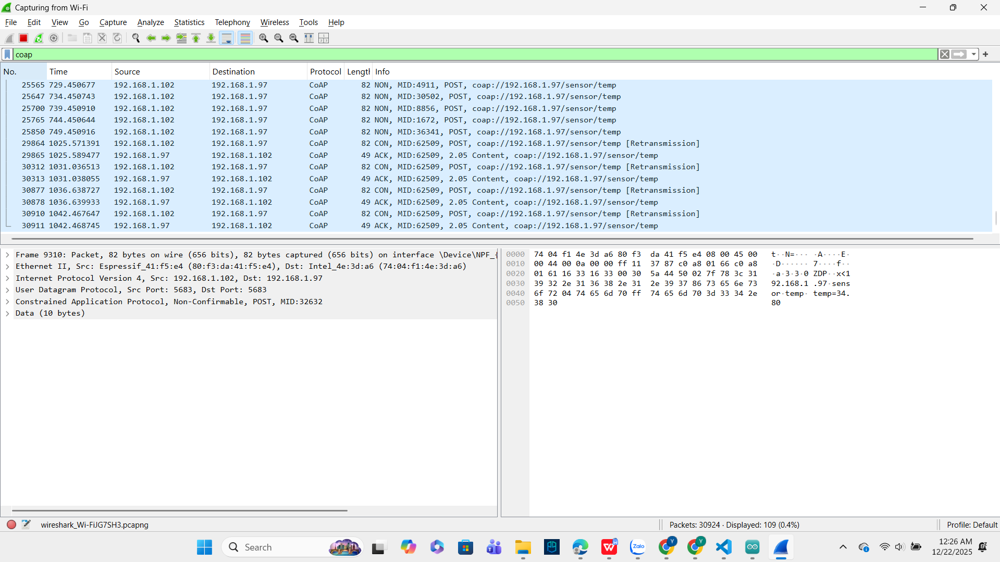 Capturing from Wi-Fi
File Edit View Go Capture Analyze Statistics Telephony Wireless Tools Help
coap
No. Time Source Destination Protocol Length Info
25565 729.450677 192.168.1.102 192.168.1.97 CoAP 82 NON, MID:4911, POST, coap://192.168.1.97/sensor/temp
25647 734.450743 192.168.1.102 192.168.1.97 CoAP 82 NON, MID:30502, POST, coap://192.168.1.97/sensor/temp
25700 739.450910 192.168.1.102 192.168.1.97 CoAP 82 NON, MID:8856, POST, coap://192.168.1.97/sensor/temp
25765 744.450644 192.168.1.102 192.168.1.97 CoAP 82 NON, MID:1672, POST, coap://192.168.1.97/sensor/temp
25850 749.450916 192.168.1.102 192.168.1.97 CoAP 82 NON, MID:36341, POST, coap://192.168.1.97/sensor/temp
29864 1025.571391 192.168.1.102 192.168.1.97 CoAP 82 CON, MID:62509, POST, coap://192.168.1.97/sensor/temp [Retransmission]
29865 1025.589477 192.168.1.97 192.168.1.102 CoAP 49 ACK, MID:62509, 2.05 Content, coap://192.168.1.97/sensor/temp
30312 1031.036513 192.168.1.102 192.168.1.97 CoAP 82 CON, MID:62509, POST, coap://192.168.1.97/sensor/temp [Retransmission]
30313 1031.038055 192.168.1.97 192.168.1.102 CoAP 49 ACK, MID:62509, 2.05 Content, coap://192.168.1.97/sensor/temp
30877 1036.638727 192.168.1.102 192.168.1.97 CoAP 82 CON, MID:62509, POST, coap://192.168.1.97/sensor/temp [Retransmission]
30878 1036.639933 192.168.1.97 192.168.1.102 CoAP 49 ACK, MID:62509, 2.05 Content, coap://192.168.1.97/sensor/temp
30910 1042.467647 192.168.1.102 192.168.1.97 CoAP 82 CON, MID:62509, POST, coap://192.168.1.97/sensor/temp [Retransmission]
30911 1042.468745 192.168.1.97 192.168.1.102 CoAP 49 ACK, MID:62509, 2.05 Content, coap://192.168.1.97/sensor/temp
Frame 9310: Packet, 82 bytes on wire (656 bits), 82 bytes captured (656 bits) on interface \Device\NPF_{
Ethernet II, Src: Espressif_41:f5:e4 (80:f3:da:41:f5:e4), Dst: Intel_4e:3d:a6 (74:04:f1:4e:3d:a6)
Internet Protocol Version 4, Src: 192.168.1.102, Dst: 192.168.1.97
User Datagram Protocol, Src Port: 5683, Dst Port: 5683
Constrained Application Protocol, Non-Confirmable, POST, MID:32632
Data (10 bytes)
0000 74 04 f1 4e 3d a6 80 f3 da 41 f5 e4 08 00 45 00 t··N=··· ·A····E·
0010 00 44 00 0a 00 00 ff 11 37 87 c0 a8 01 66 c0 a8 ·D······ 7····f··
0020 01 61 16 33 16 33 00 30 5a 44 50 02 7f 78 3c 31 ·a·3·3·0 ZDP··x<1
0030 39 32 2e 31 36 38 2e 31 2e 39 37 86 73 65 6e 73 92.168.1 .97·sens
0040 6f 72 04 74 65 6d 70 ff 74 65 6d 70 3d 33 34 2e or·temp· temp=34.
0050 38 30 80
wireshark_Wi-FiJG7SH3.pcapng
Packets: 30924 · Displayed: 109 (0.4%)
Profile: Default
Search
Zalo
12:26 AM
12/22/2025